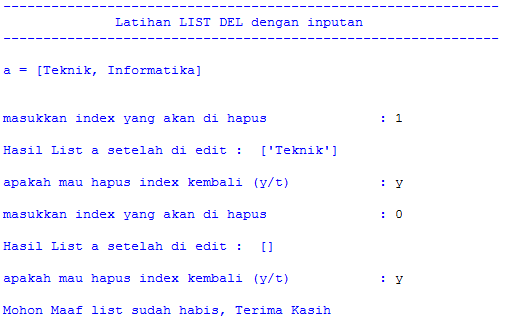 --------------------------------------------------------------
Latihan LIST DEL dengan inputan
--------------------------------------------------------------
a = [Teknik, Informatika]
masukkan index yang akan di hapus : 1
Hasil List a setelah di edit : ['Teknik']
apakah mau hapus index kembali (y/t) : y
masukkan index yang akan di hapus : 0
Hasil List a setelah di edit : []
apakah mau hapus index kembali (y/t) : y
Mohon Maaf list sudah habis, Terima Kasih